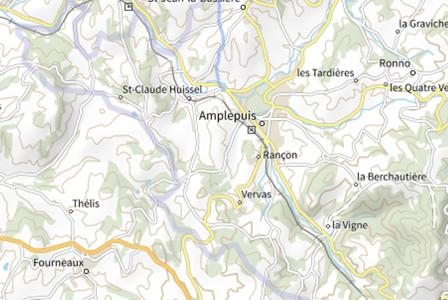 St-Jean-la-Bussière
la Graviche
Ronno
les Tardières
les Quatre Ve
St-Claude Huissel
Amplepuis
Rançon
la Berchautière
Vervas
Thélis
la Vigne
Fourneaux